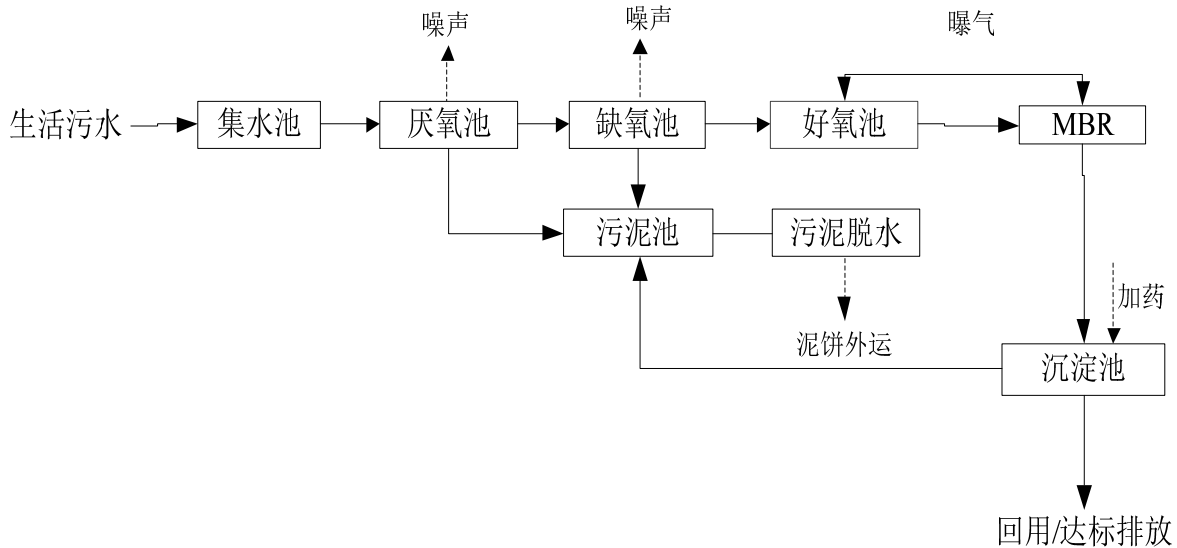 噪声
噪声
曝气
生活污水
集水池
厌氧池
缺氧池
好氧池
MBR
污泥池
污泥脱水
加药
泥饼外运
沉淀池
回用/达标排放